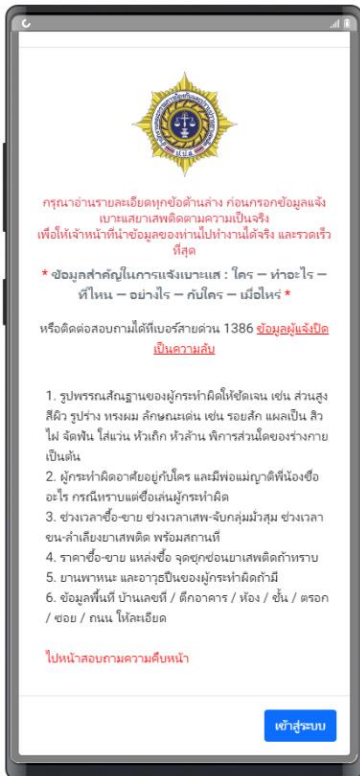 กรุณาอ่านรายละเอียดทุกข้อด้านล่าง ก่อนกรอกข้อมูลแจ้ง
เบาะแสยาเสพติดตามความเป็นจริง
เพื่อให้เจ้าหน้าที่นำข้อมูลของท่านไปทำงานได้จริง และรวดเร็ว
ที่สุด
* ข้อมูลสำคัญในการแจ้งเบาะแส : ใคร – ทำอะไร –
ที่ไหน – อย่างไร – กับใคร – เมื่อไหร่ *
หรือติดต่อสอบถามได้ที่เบอร์สายด่วน 1386 ข้อมูลผู้แจ้งปิด
เป็นความลับ
1. รูปพรรณสัณฐานของผู้กระทำผิดให้ชัดเจน เช่น ส่วนสูง
สีผิว รูปร่าง ทรงผม ลักษณะเด่น เช่น รอยสัก แผลเป็น สิว
ไฝ จัดฟัน ใส่แว่น หัวเถิก หัวล้าน พิการส่วนใดของร่างกาย
เป็นต้น
2. ผู้กระทำผิดอาศัยอยู่กับใคร และมีพ่อแม่ญาติพี่น้องชื่อ
อะไร กรณีทราบแต่ชื่อเล่นผู้กระทำผิด
3. ช่วงเวลาซื้อ-ขาย ช่วงเวลาเสพ-จับกลุ่มมั่วสุม ช่วงเวลา
ขน-ลำเลียงยาเสพติด พร้อมสถานที่
4. ราคาซื้อ-ขาย แหล่งซื้อ จุดซุกซ่อนยาเสพติดถ้าทราบ
5. ยานพาหนะ และอาวุธปืนของผู้กระทำผิดถ้ามี
6. ข้อมูลพื้นที่ บ้านเลขที่ / ตึกอาคาร / ห้อง / ชั้น / ตรอก
/ ซอย / ถนน ให้ละเอียด
ไปหน้าสอบถามความคืบหน้า
เข้าสู่ระบบ